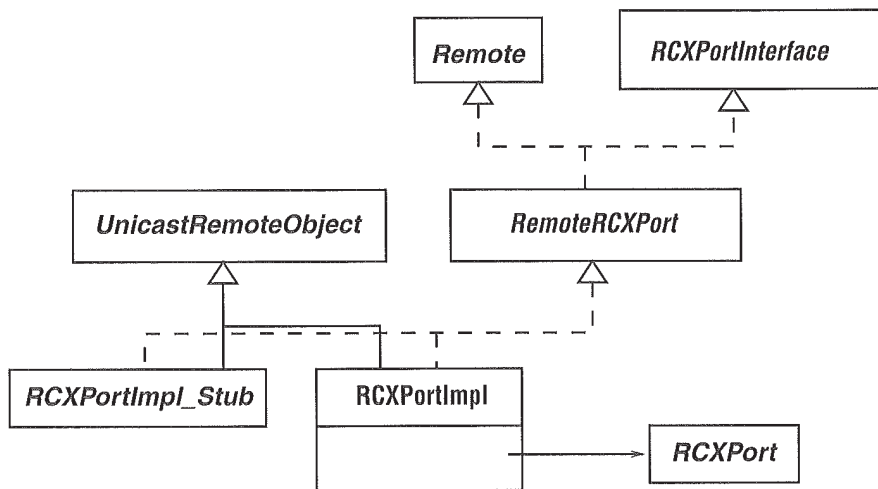 Remote
RCXPortInterface
UnicastRemoteObject
RemoteRCXPort
RCXPortImpl_Stub
RCXPortImpl
RCXPort